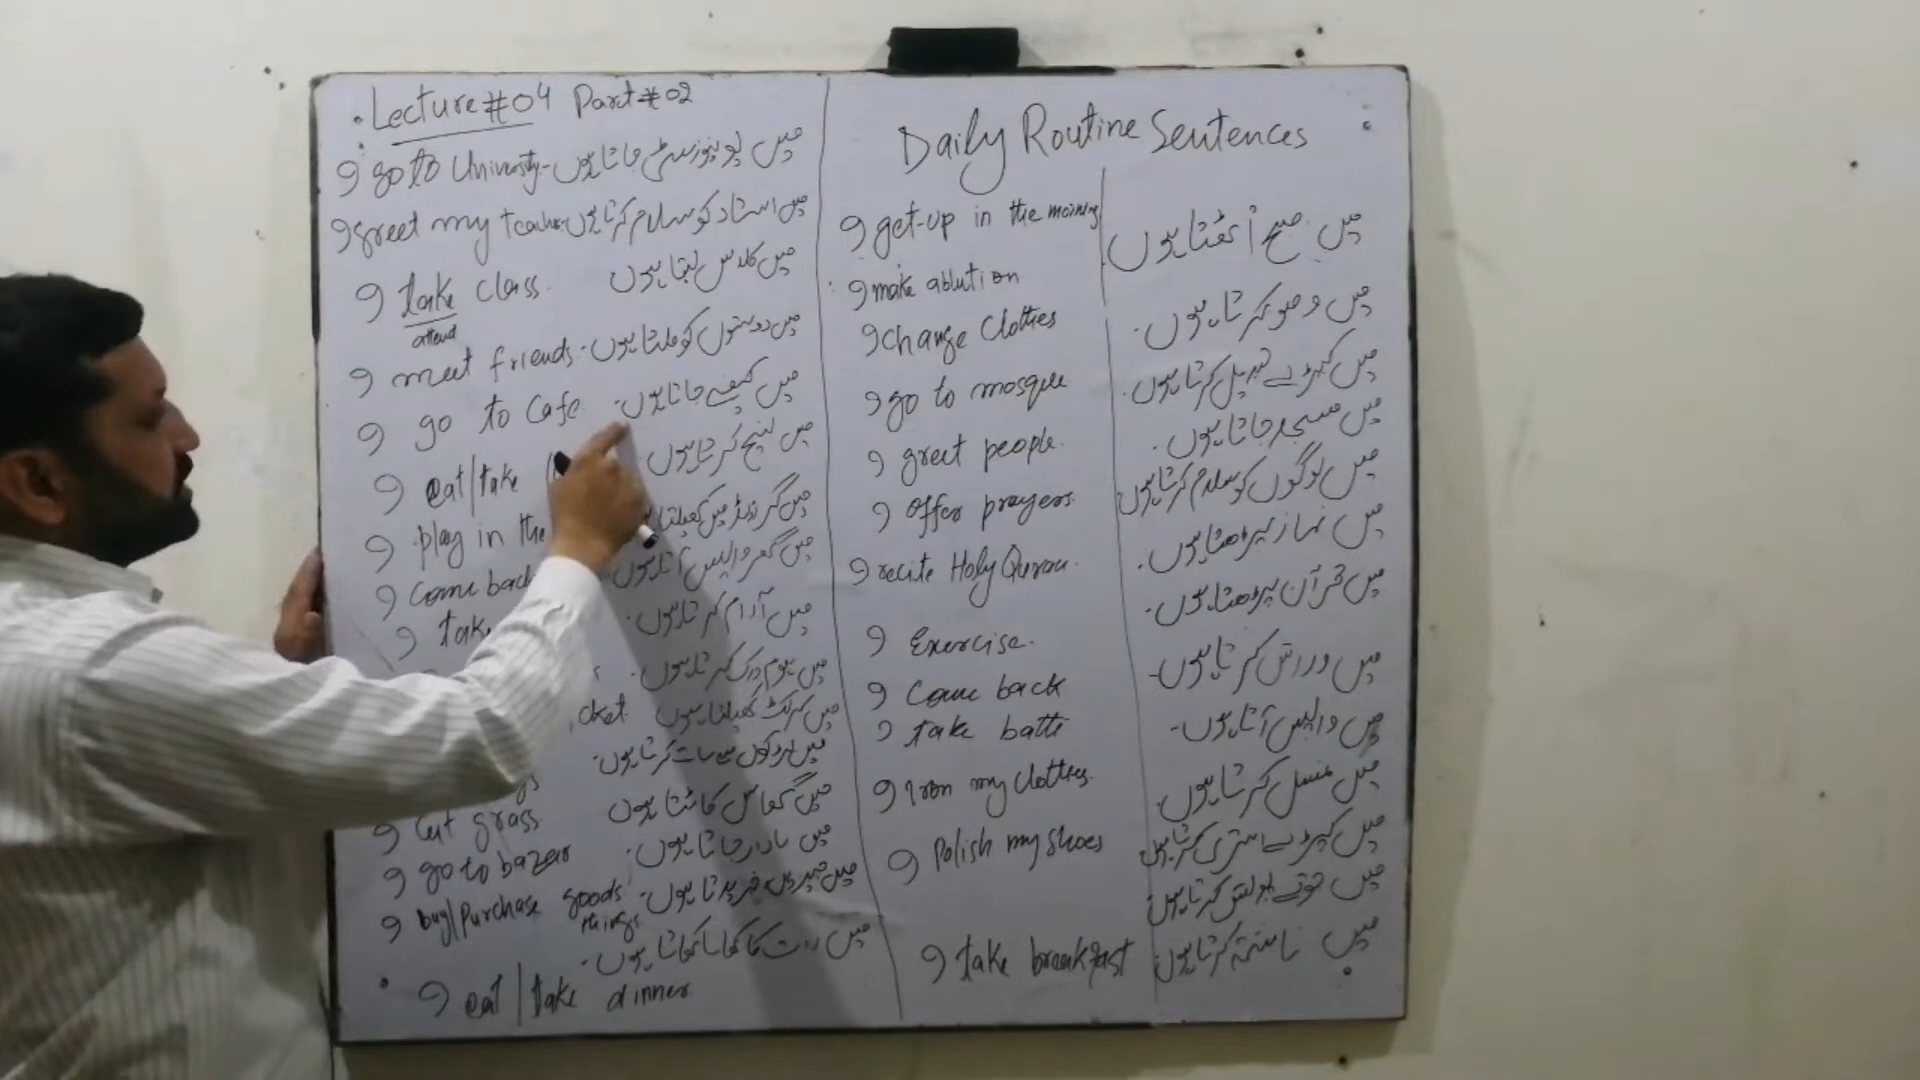 Lecture#04 Part#02
I go to University. میں یونیورسٹی جاتا ہوں
I greet my teacher. میں استاد کو سلام کرتا ہوں
I take class. میں کلاس لیتا ہوں
attend
I meet friends. میں دوستوں کو ملتا ہوں
I go to Cafe میں کیفے جاتا ہوں.
I eat/take میں لنچ کرتا ہوں.
I play in the میں گراونڈ میں کھیلتا
I come back میں گھر واپس آتا ہوں
I take میں آرام کرتا ہوں.
میں ہوم ورک کرتا ہوں.
cket. میں کرکٹ کھیلتا ہوں
میں بات کرتا ہوں.
I cut grass میں گھاس کاٹتا ہوں
I go to bazear میں بازار جاتا ہوں.
I buy/purchase goods میں چیزیں خریدتا ہوں.
things.
میں رات کا کھانا کھاتا ہوں.
I eat/take dinner
Daily Routine Sentences
I get-up in the morning میں صبح اُٹھتا ہوں
I make ablution میں وضو کرتا ہوں.
I change Clothes میں کپڑے تبدیل کرتا ہوں.
I go to mosque میں مسجد جاتا ہوں.
I greet people. میں لوگوں کو سلام کرتا ہوں
I offer prayers. میں نماز پڑھتا ہوں.
I recite Holy Quran. میں قرآن پڑھتا ہوں.
I Exercise. میں ورزش کرتا ہوں.
I Come back میں واپس آتا ہوں.
I take bath میں غسل کرتا ہوں.
I Iron my clothes. میں کپڑے استری کرتا ہوں
I Polish my shoes میں جوتے پولش کرتا ہوں
I take breakfast میں ناشتہ کرتا ہوں